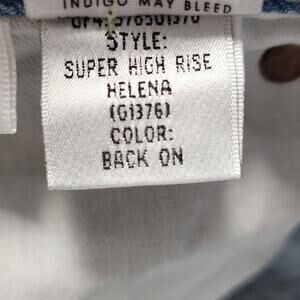 INDIGO MAY BLEED
STYLE:
SUPER HIGH RISE
HELENA
(G1376)
COLOR:
BACK ON